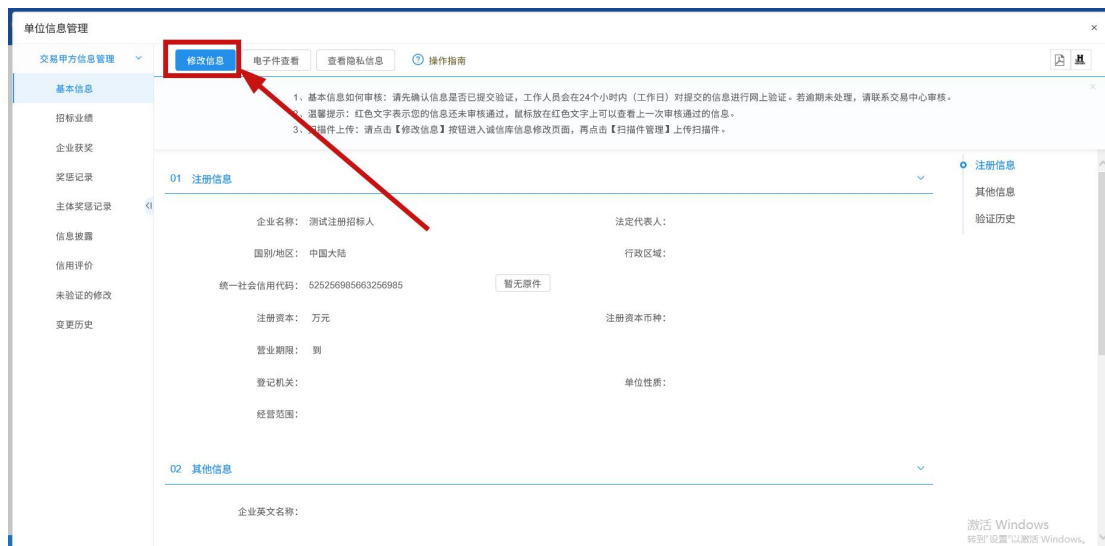 单位信息管理
×
交易甲方信息管理
修改信息 电子件查看 查看隐私信息 ? 操作指南
基本信息
招标业绩
企业获奖
奖惩记录
主体奖惩记录
信息披露
信用评价
未验证的修改
变更历史
1、基本信息如何审核：请先确认信息是否已提交验证，工作人员会在24个小时内（工作日）对提交的信息进行网上验证。若逾期未处理，请联系交易中心审核。
、温馨提示：红色文字表示您的信息还未审核通过，鼠标放在红色文字上可以查看上一次审核通过的信息。
3、扫描件上传：请点击【修改信息】按钮进入诚信库信息修改页面，再点击【扫描件管理】上传扫描件。
×
01 注册信息
企业名称： 测试注册招标人 法定代表人：
国别/地区： 中国大陆 行政区域：
统一社会信用代码： 525256985663256985 暂无原件
注册资本： 万元 注册资本币种：
营业期限： 到
登记机关： 单位性质：
经营范围：
02 其他信息
企业英文名称：
注册信息
其他信息
验证历史
激活 Windows
转到"设置"以激活 Windows。